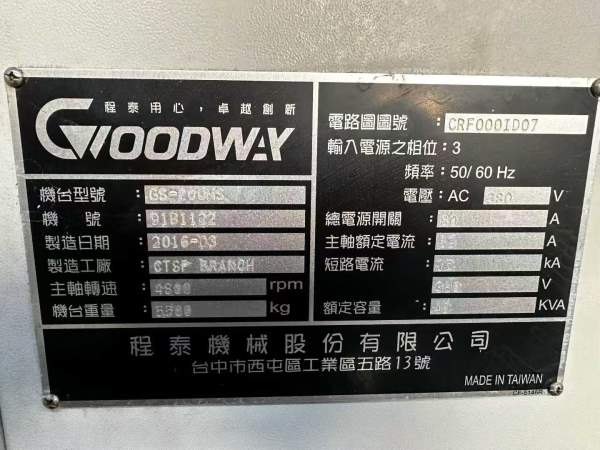 程泰用心，卓越創新
GOODWAY
機台型號：GS-200MS
機號：91B1122
製造日期：2016-03
製造工廠：CTSP BRANCH
主軸轉速：4800 rpm
機台重量：kg
電路圖圖號：CRF000ID07
輸入電源之相位：3
頻率：50/ 60 Hz
電壓：AC 380 V
總電源開關：A
主軸額定電流：A
短路電流：kA
V
額定容量：KVA
程泰機械股份有限公司
台中市西屯區工業區五路13號
MADE IN TAIWAN